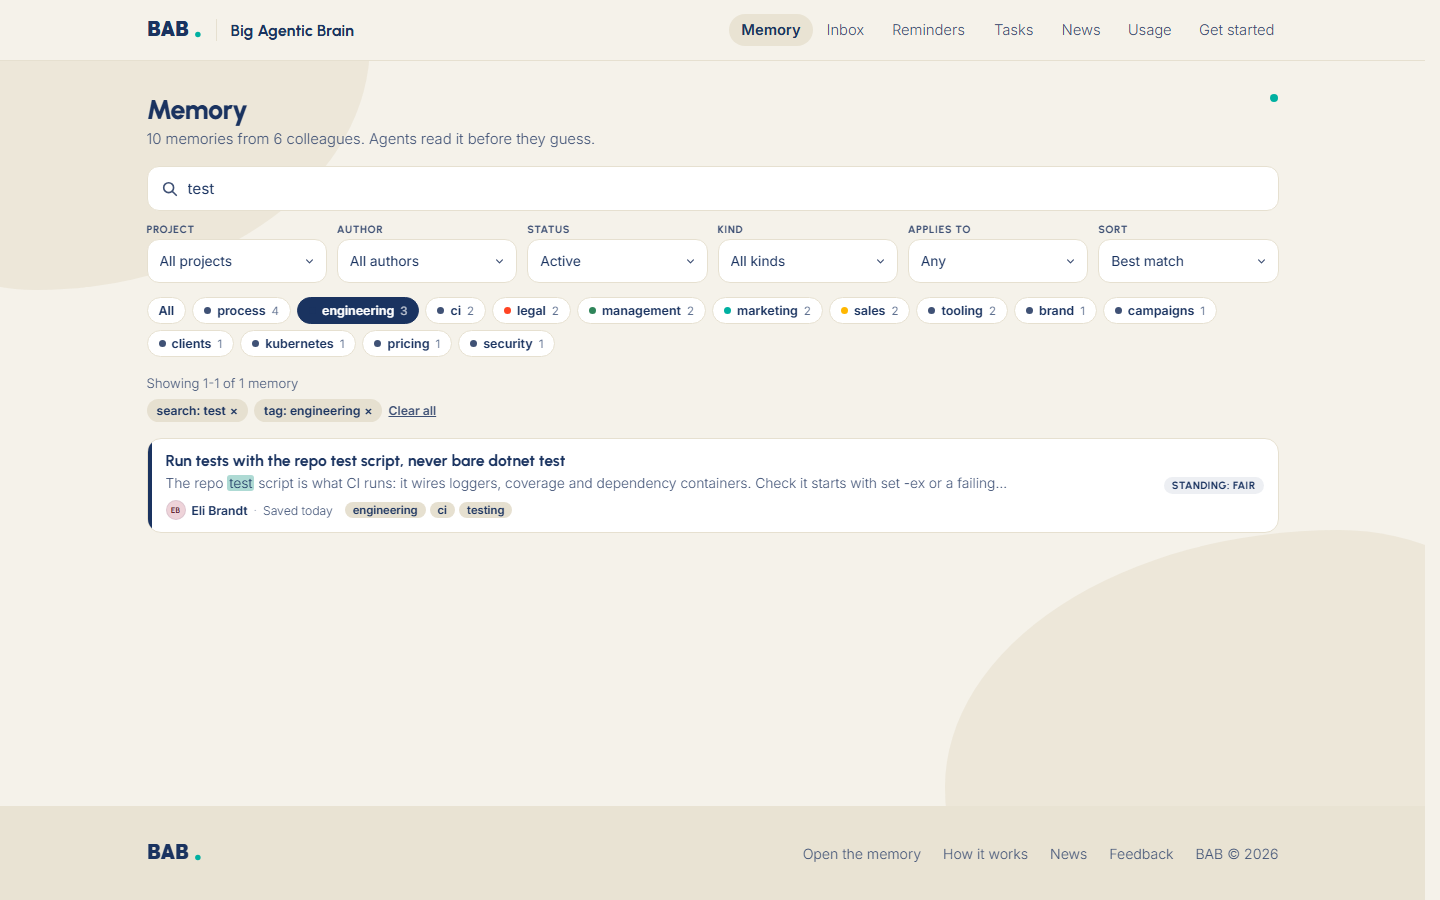 BAB. Big Agentic Brain Memory Inbox Reminders Tasks News Usage Get started
Memory
10 memories from 6 colleagues. Agents read it before they guess.
test
PROJECT AUTHOR STATUS KIND APPLIES TO SORT
All projects All authors Active All kinds Any Best match
All process 4 engineering 3 ci 2 legal 2 management 2 marketing 2 sales 2 tooling 2 brand 1 campaigns 1
clients 1 kubernetes 1 pricing 1 security 1
Showing 1-1 of 1 memory
search: test × tag: engineering × Clear all
Run tests with the repo test script, never bare dotnet test
The repo test script is what CI runs: it wires loggers, coverage and dependency containers. Check it starts with set -ex or a failing...
STANDING: FAIR
EB Eli Brandt · Saved today engineering ci testing
BAB. Open the memory How it works News Feedback BAB © 2026